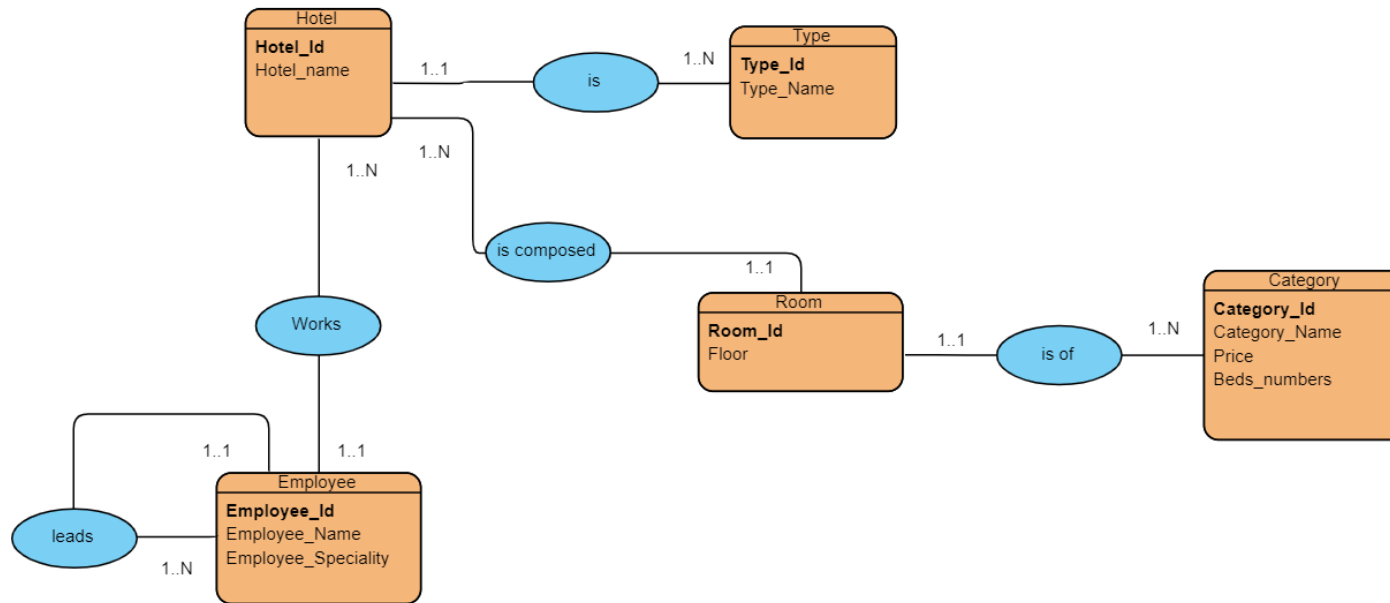 Hotel
Hotel_Id
Hotel_name
1..1
is
1..N
Type
Type_Id
Type_Name
1..N
1..N
is composed
1..1
Room
Room_Id
Floor
1..1
is of
1..N
Category
Category_Id
Category_Name
Price
Beds_numbers
Works
1..1
1..1
Employee
Employee_Id
Employee_Name
Employee_Speciality
leads
1..N